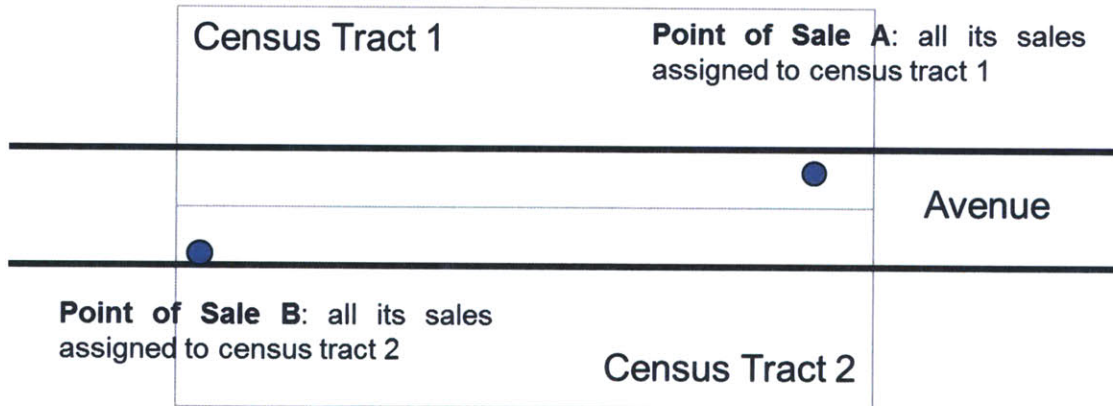 Census Tract 1
Point of Sale A: all its sales
assigned to census tract 1
Avenue
Point of Sale B: all its sales
assigned to census tract 2
Census Tract 2